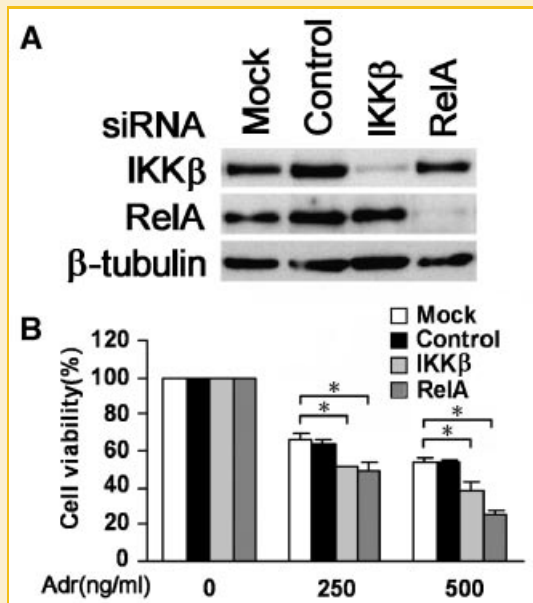 A
siRNA Mock Control IKKβ RelA
IKKβ
RelA
β-tubulin
B
Mock
Control
IKKβ
RelA
Cell viability(%)
120
100
80
60
40
20
0
* *
* *
Adr(ng/ml) 0 250 500